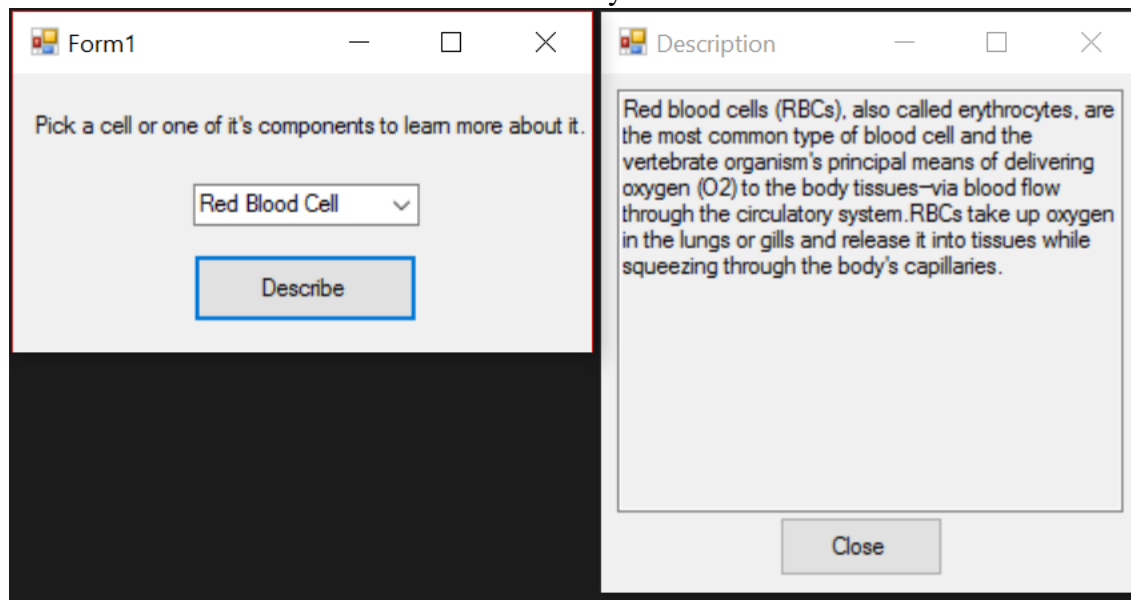 Form1
Pick a cell or one of it's components to learn more about it.
Red Blood Cell
Describe
Description
Red blood cells (RBCs), also called erythrocytes, are
the most common type of blood cell and the
vertebrate organism's principal means of delivering
oxygen (O2) to the body tissues—via blood flow
through the circulatory system.RBCs take up oxygen
in the lungs or gills and release it into tissues while
squeezing through the body's capillaries.
Close